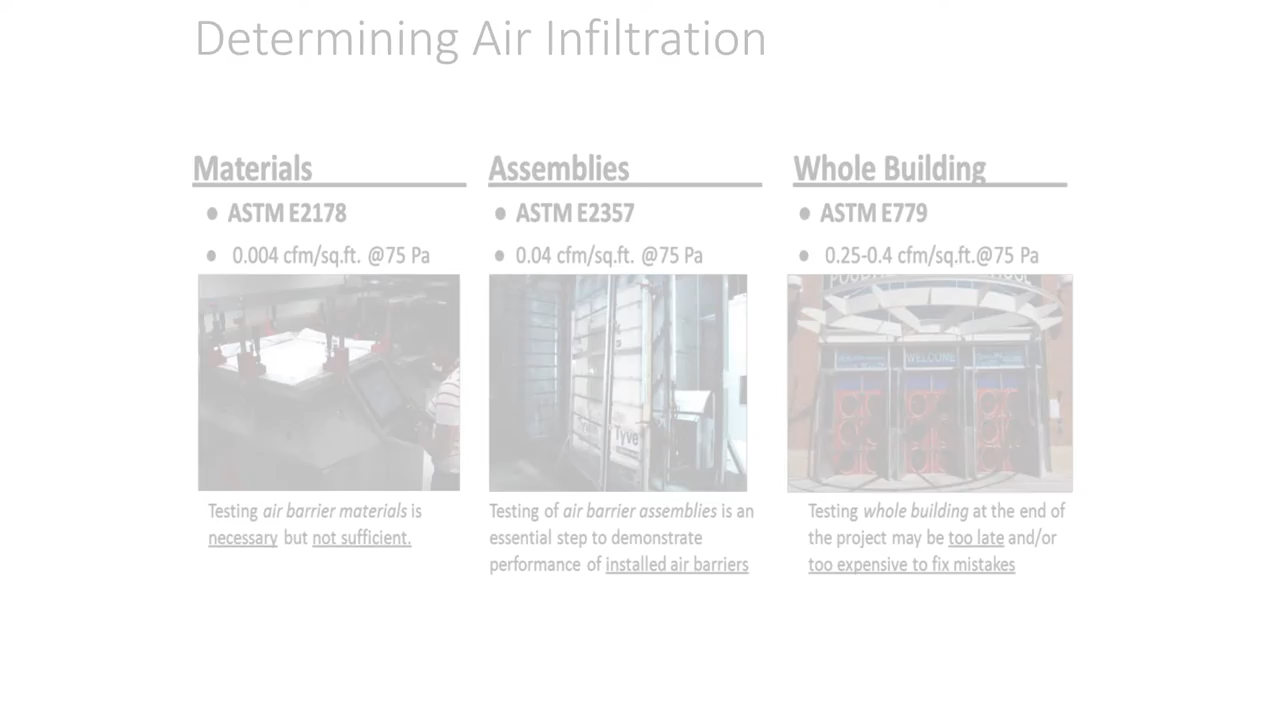 Determining Air Infiltration
Materials
● ASTM E2178
● 0.004 cfm/sq.ft. @75 Pa
Testing air barrier materials is
necessary but not sufficient.
Assemblies
● ASTM E2357
● 0.04 cfm/sq.ft. @75 Pa
Tyve
Testing of air barrier assemblies is an
essential step to demonstrate
performance of installed air barriers
Whole Building
● ASTM E779
● 0.25-0.4 cfm/sq.ft.@75 Pa
WELCOME
Testing whole building at the end of
the project may be too late and/or
too expensive to fix mistakes